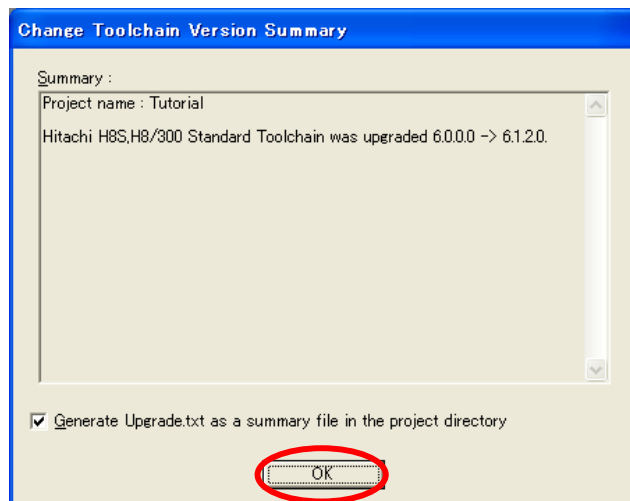 Change Toolchain Version Summary
Summary :
Project name : Tutorial
Hitachi H8S,H8/300 Standard Toolchain was upgraded 6.0.0.0 -> 6.1.2.0.
Generate Upgrade.txt as a summary file in the project directory
OK